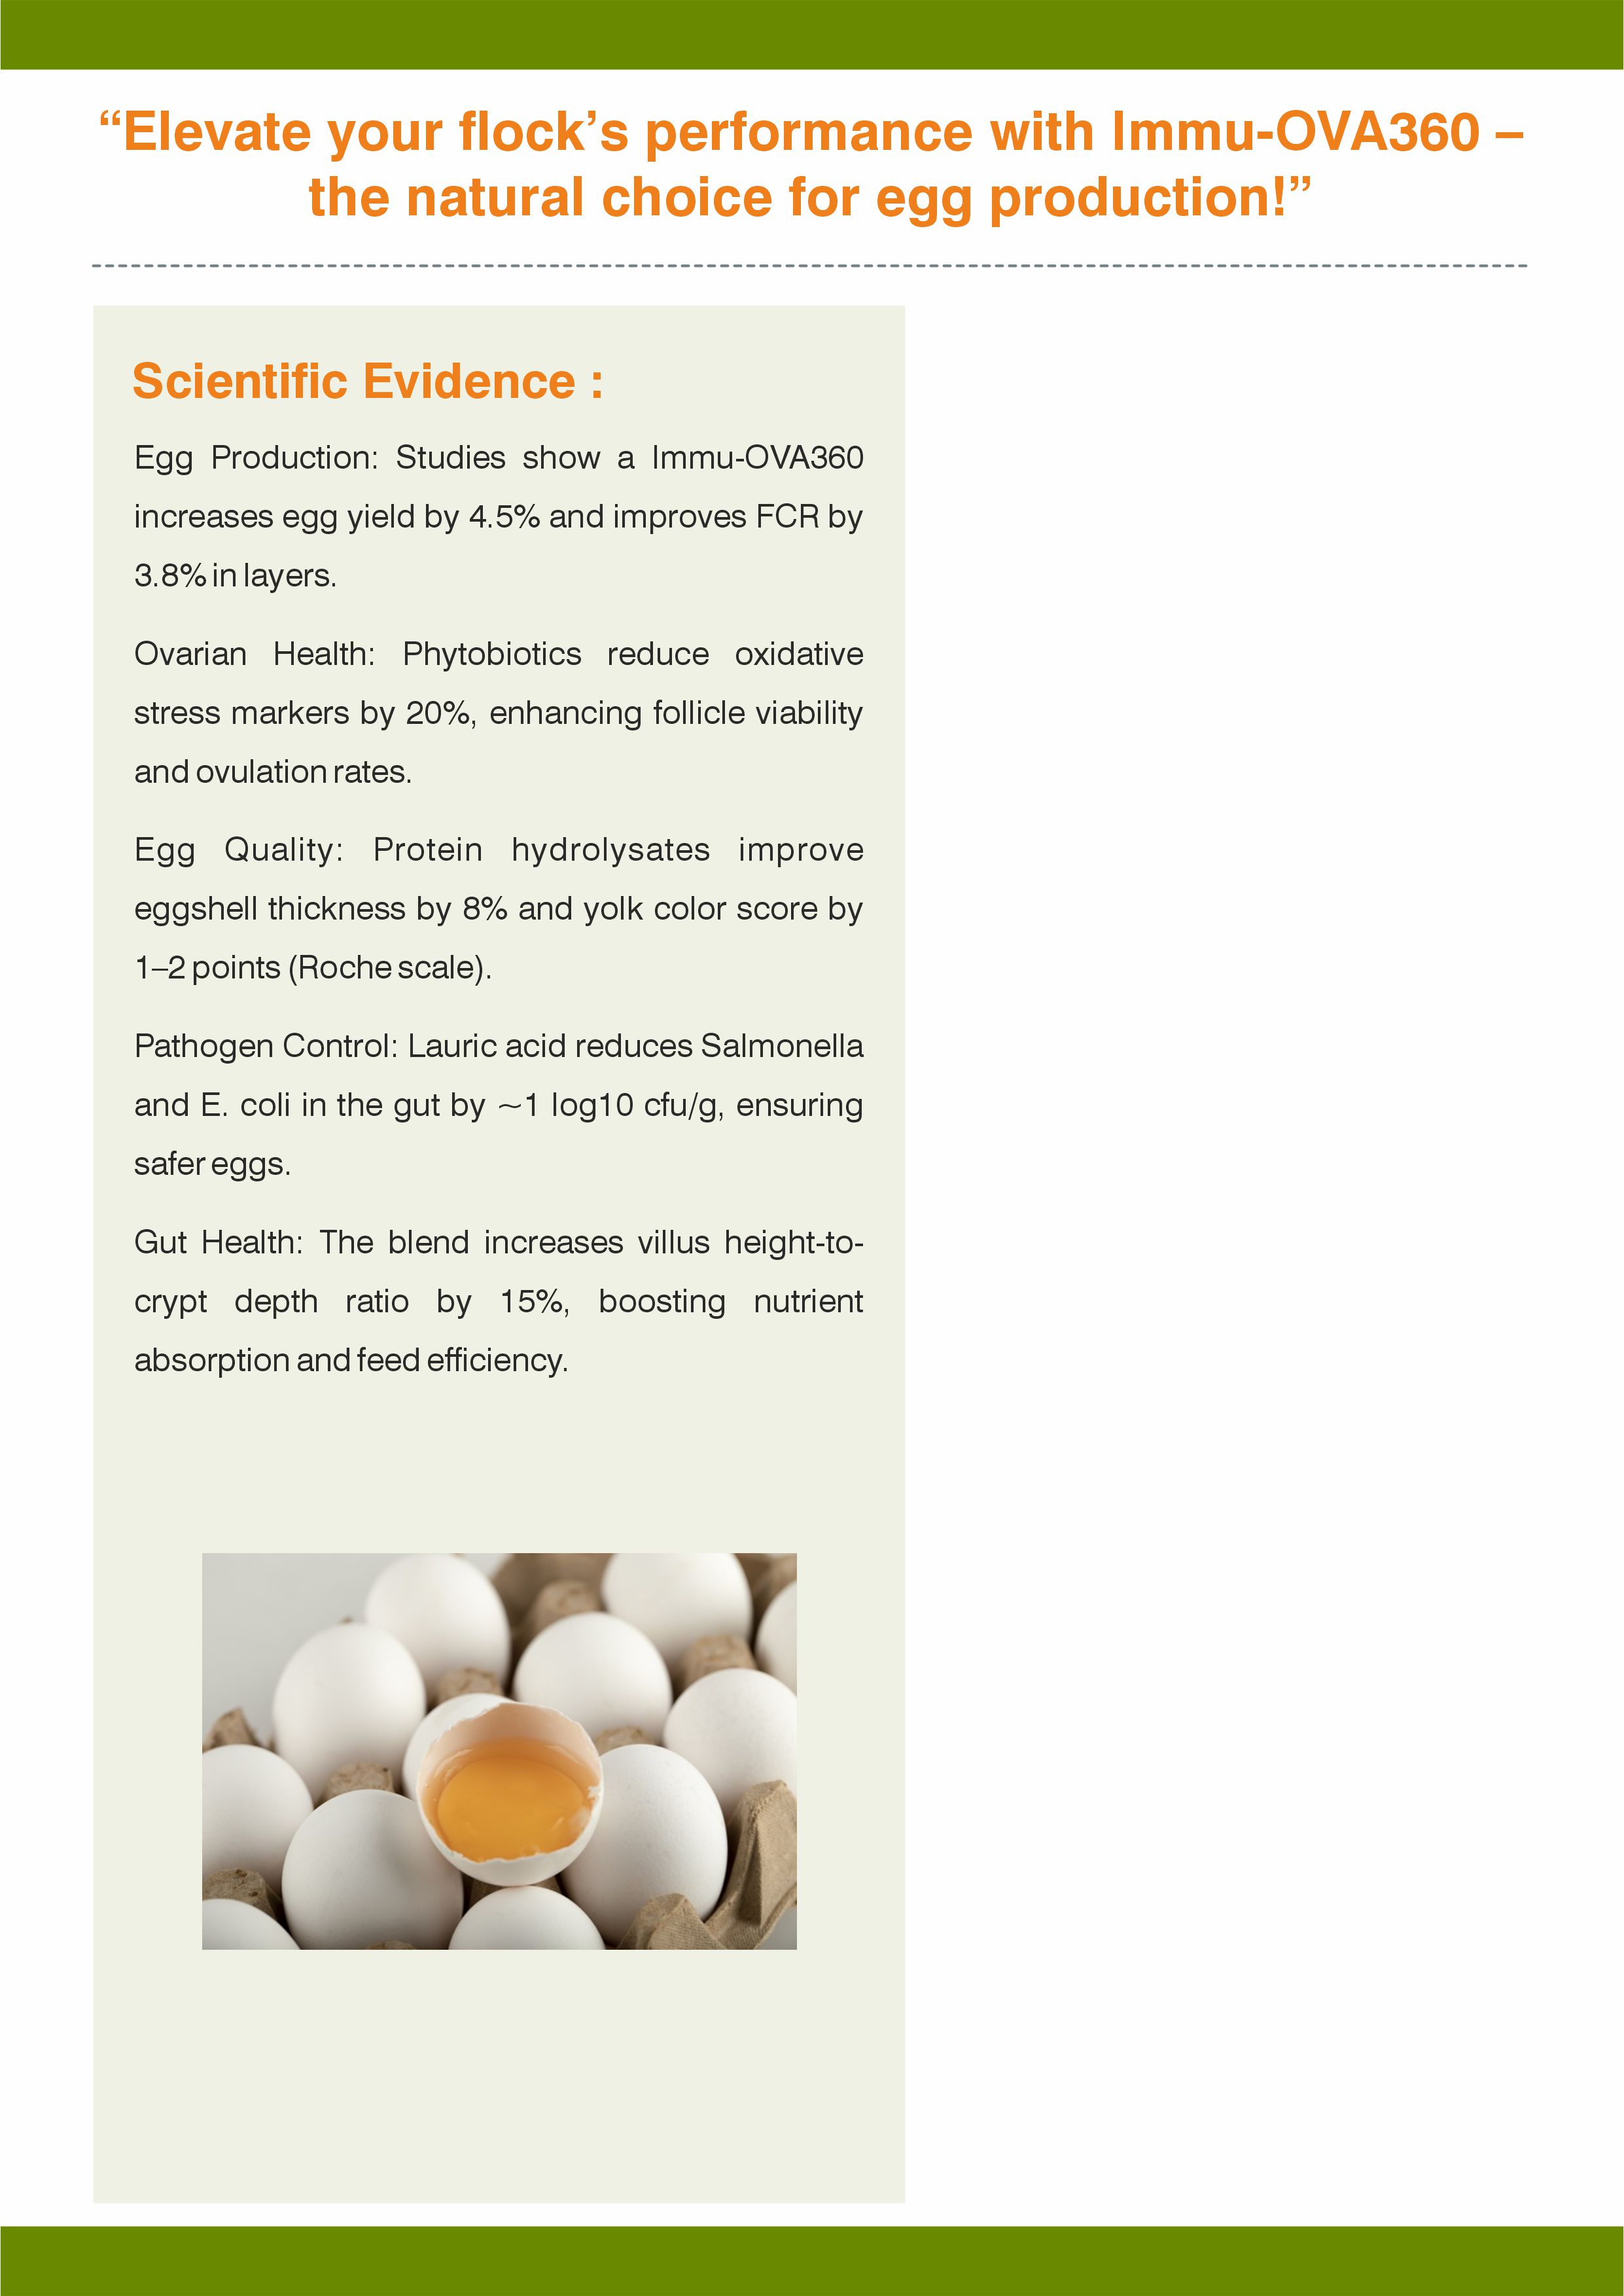 “Elevate your flock’s performance with Immu-OVA360 –
the natural choice for egg production!”
Scientific Evidence :
Egg Production: Studies show a Immu-OVA360
increases egg yield by 4.5% and improves FCR by
3.8% in layers.
Ovarian Health: Phytobiotics reduce oxidative
stress markers by 20%, enhancing follicle viability
and ovulation rates.
Egg Quality: Protein hydrolysates improve
eggshell thickness by 8% and yolk color score by
1–2 points (Roche scale).
Pathogen Control: Lauric acid reduces Salmonella
and E. coli in the gut by ~1 log10 cfu/g, ensuring
safer eggs.
Gut Health: The blend increases villus height-to-
crypt depth ratio by 15%, boosting nutrient
absorption and feed efficiency.